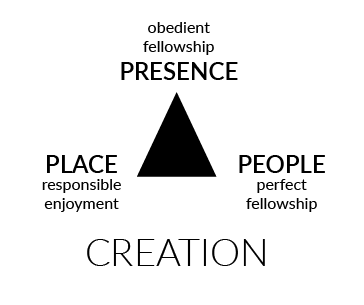 obedient
fellowship
PRESENCE
PLACE
responsible
enjoyment
PEOPLE
perfect
fellowship
CREATION